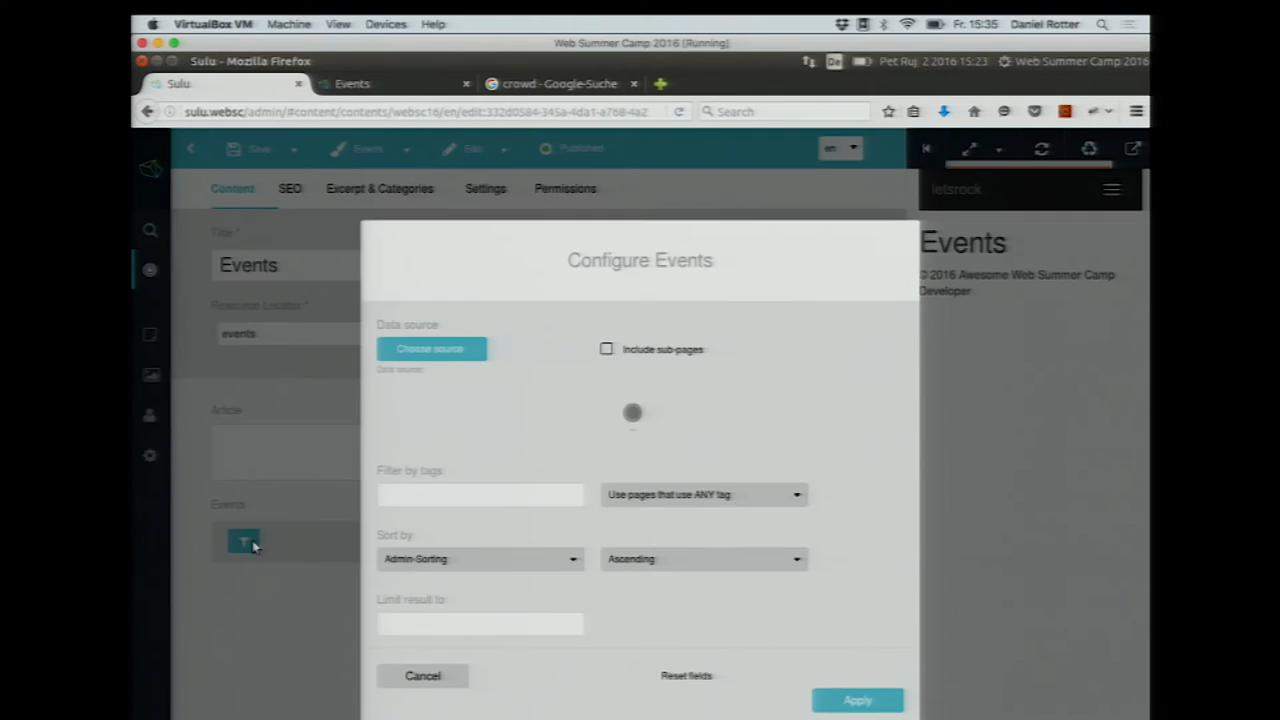 VirtualBox VM Machine View Devices Help Fr. 15:35 Daniel Rotter
Web Summer Camp 2016 [Running]
Sulu - Mozilla Firefox De Pet Ruj 2 2016 15:23 Web Summer Camp 2016
Sulu Events crowd - Google-Suche
sulu.websc/admin/#content/contents/websc16/en/edit:332d0584-345a-4da1-a768-4a2 Search
Save Events Edit Published en
Content SEO Excerpt & Categories Settings Permissions
letsrock
Title *
Events
Resource Locator *
events
Article
Events
Configure Events
Data source
Choose source Include sub-pages
Data source:
Filter by tags:
Use pages that use ANY tag
Sort by:
Admin-Sorting Ascending
Limit result to:
Cancel Reset fields
Apply
Events
© 2016 Awesome Web Summer Camp
Developer